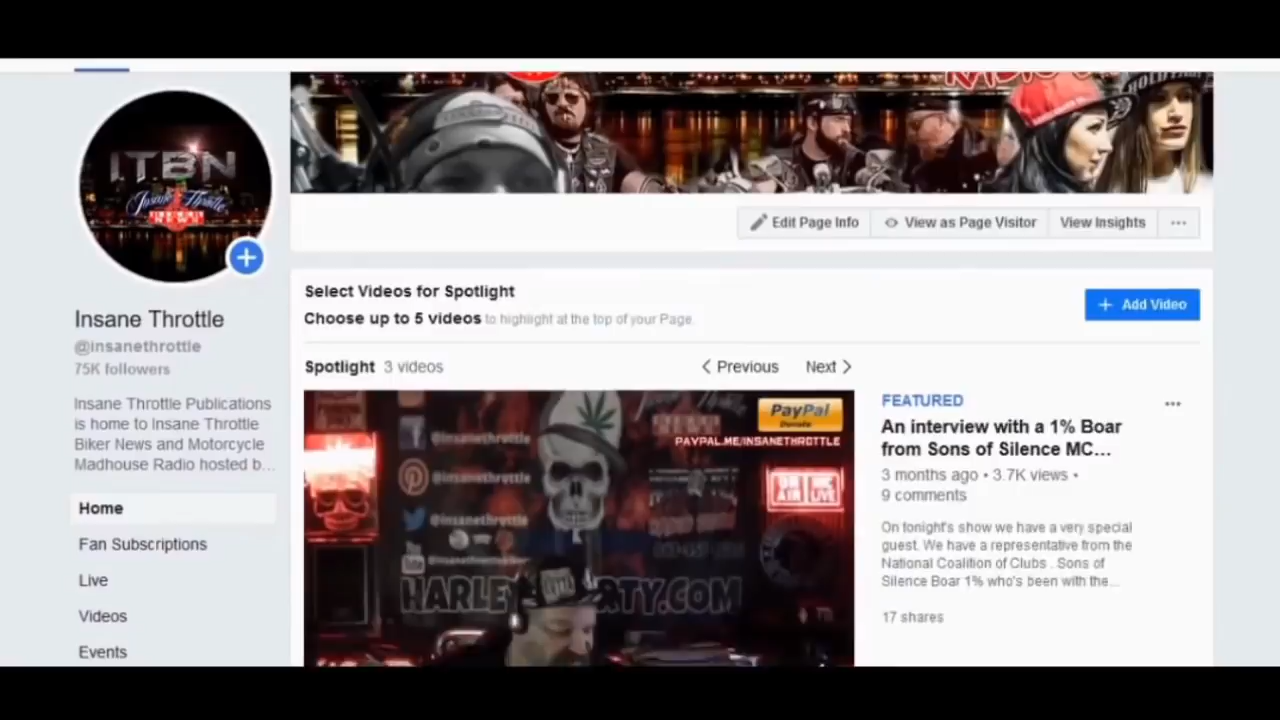 RADIO
ITBN
Insane Throttle
NEWS
Edit Page Info
View as Page Visitor
View Insights
Select Videos for Spotlight
Choose up to 5 videos to highlight at the top of your Page.
+ Add Video
Insane Throttle
@insanethrottle
75K followers
Spotlight 3 videos
Previous
Next
Insane Throttle Publications
is home to Insane Throttle
Biker News and Motorcycle
Madhouse Radio hosted b...
PayPal
Donate
PAYPAL.ME/INSANETHROTTLE
@insanethrottle
@insanethrottle
@insanethrottle
ON AIR
LIVE
FEATURED
An interview with a 1% Boar
from Sons of Silence MC...
3 months ago • 3.7K views •
9 comments
On tonight's show we have a very special
guest. We have a representative from the
National Coalition of Clubs . Sons of
Silence Boar 1% who's been with the...
17 shares
Home
Fan Subscriptions
Live
Videos
Events